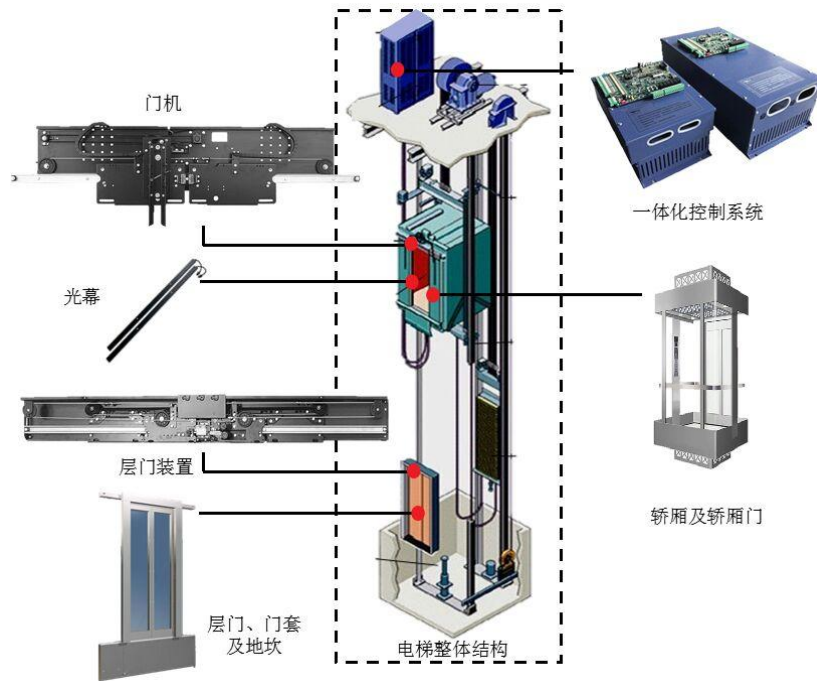 门机
一体化控制系统
光幕
层门装置
轿厢及轿厢门
层门、门套
及地坎
电梯整体结构